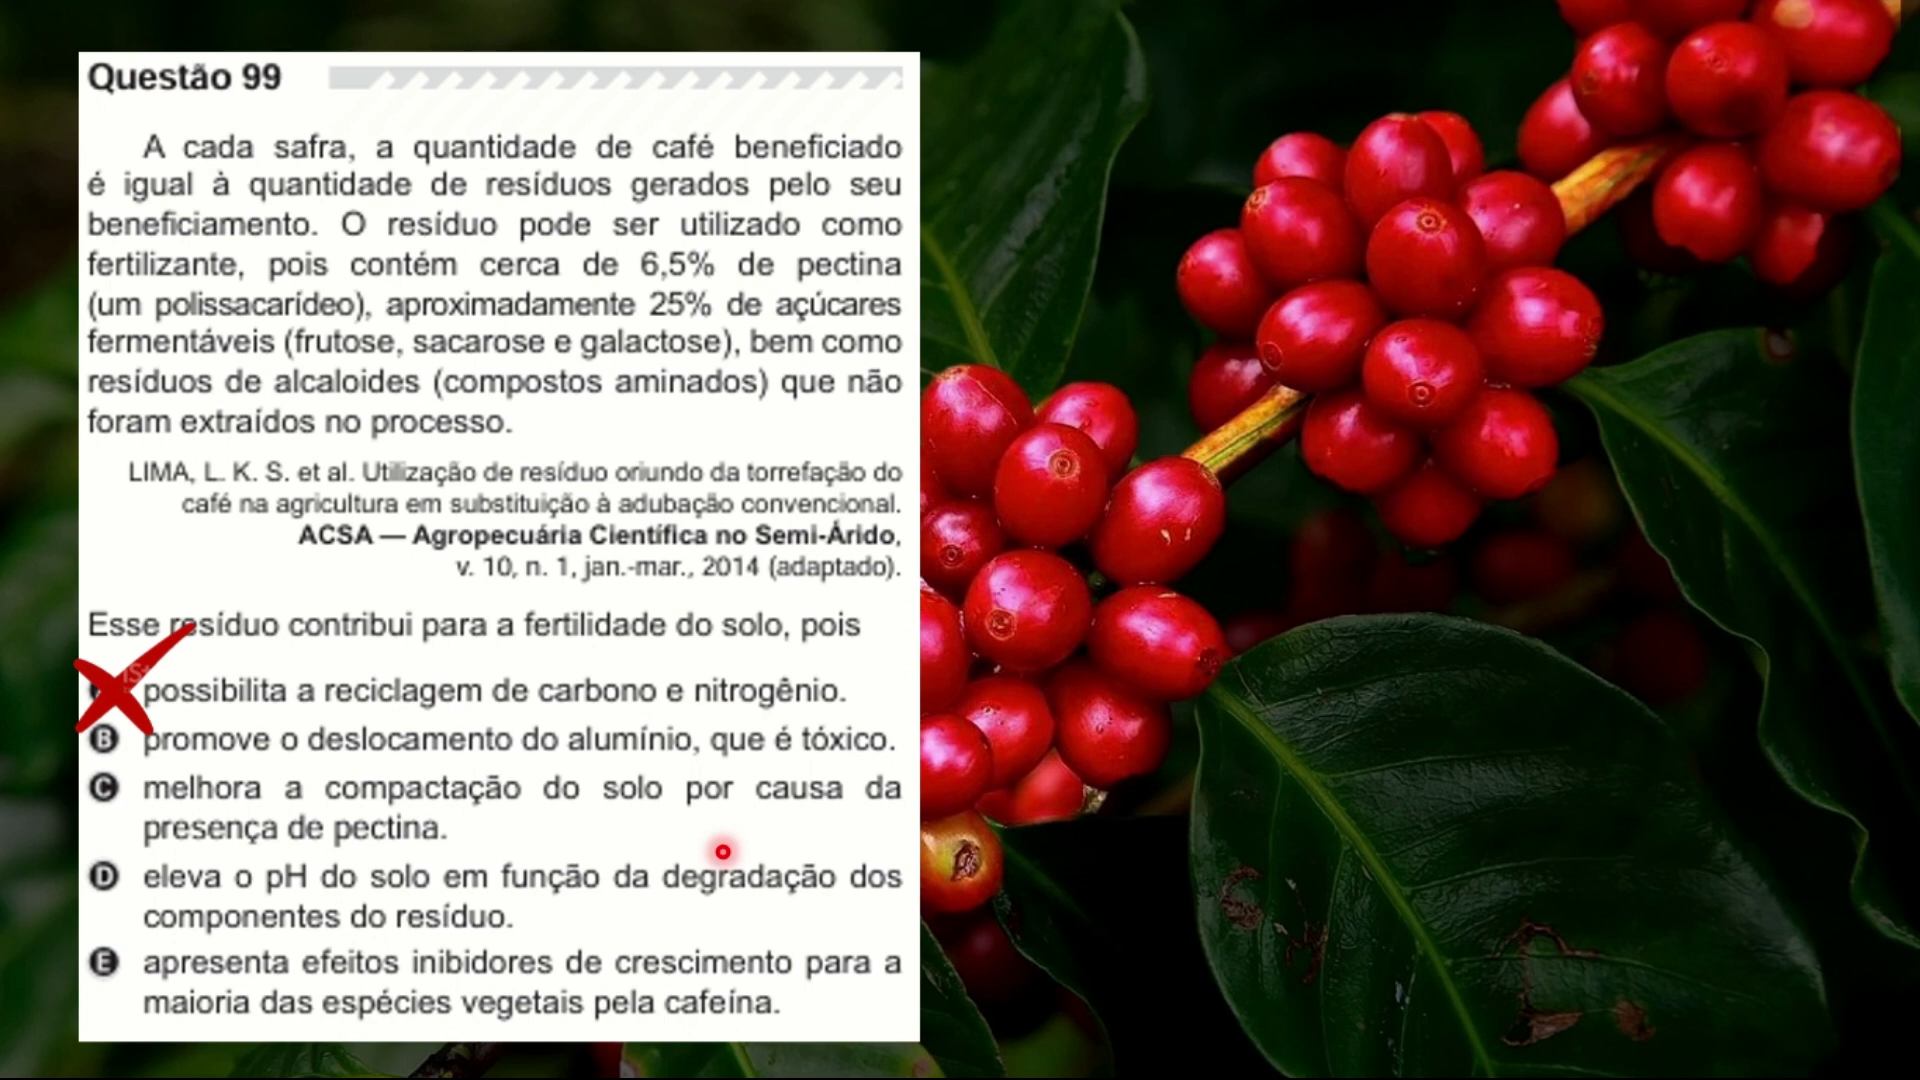 Questão 99
A cada safra, a quantidade de café beneficiado
é igual à quantidade de resíduos gerados pelo seu
beneficiamento. O resíduo pode ser utilizado como
fertilizante, pois contém cerca de 6,5% de pectina
(um polissacarídeo), aproximadamente 25% de açúcares
fermentáveis (frutose, sacarose e galactose), bem como
resíduos de alcaloides (compostos aminados) que não
foram extraídos no processo.
LIMA, L. K. S. et al. Utilização de resíduo oriundo da torrefação do
café na agricultura em substituição à adubação convencional.
ACSA — Agropecuária Científica no Semi-Árido,
v. 10, n. 1, jan.-mar., 2014 (adaptado).
Esse resíduo contribui para a fertilidade do solo, pois
possibilita a reciclagem de carbono e nitrogênio.
B promove o deslocamento do alumínio, que é tóxico.
C melhora a compactação do solo por causa da
presença de pectina.
D eleva o pH do solo em função da degradação dos
componentes do resíduo.
E apresenta efeitos inibidores de crescimento para a
maioria das espécies vegetais pela cafeína.